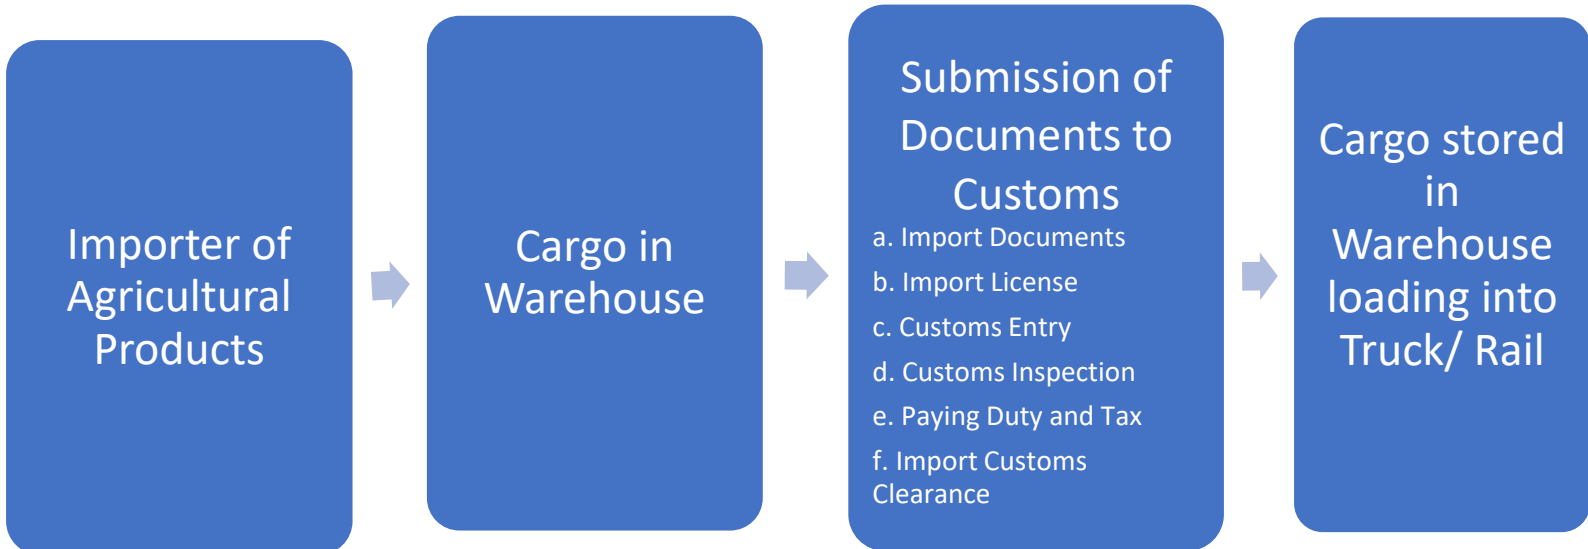 Importer of
Agricultural
Products
Cargo in
Warehouse
Submission of
Documents to
Customs
a. Import Documents
b. Import License
c. Customs Entry
d. Customs Inspection
e. Paying Duty and Tax
f. Import Customs
Clearance
Cargo stored
in
Warehouse
loading into
Truck/ Rail